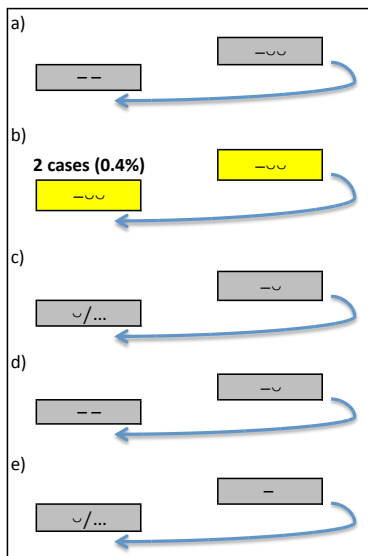 a)
–◡◡
– –
b)
2 cases (0.4%)
–◡◡
–◡◡
c)
–◡
◡/...
d)
–◡
– –
e)
–
◡/...